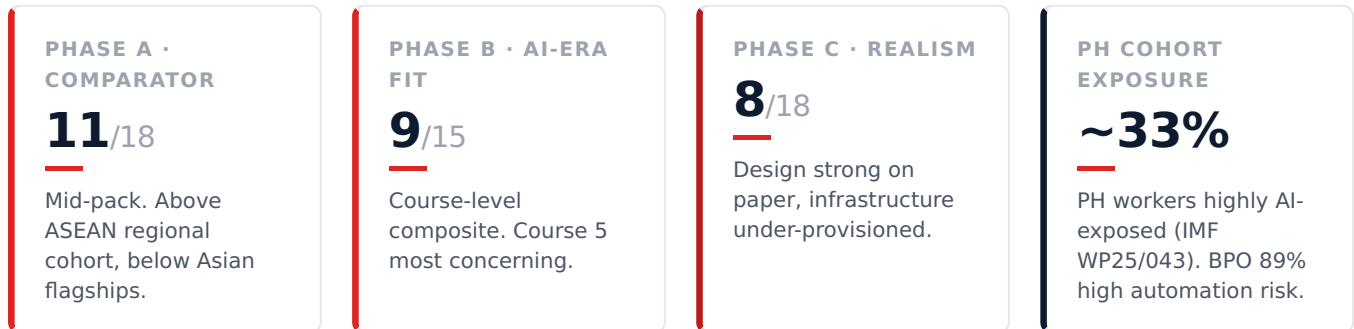 PHASE A ·
COMPARATOR
11/18
Mid-pack. Above
ASEAN regional
cohort, below Asian
flagships.
PHASE B · AI-ERA
FIT
9/15
Course-level
composite. Course 5
most concerning.
PHASE C · REALISM
8/18
Design strong on
paper, infrastructure
under-provisioned.
PH COHORT
EXPOSURE
~33%
PH workers highly AI-
exposed (IMF
WP25/043). BPO 89%
high automation risk.